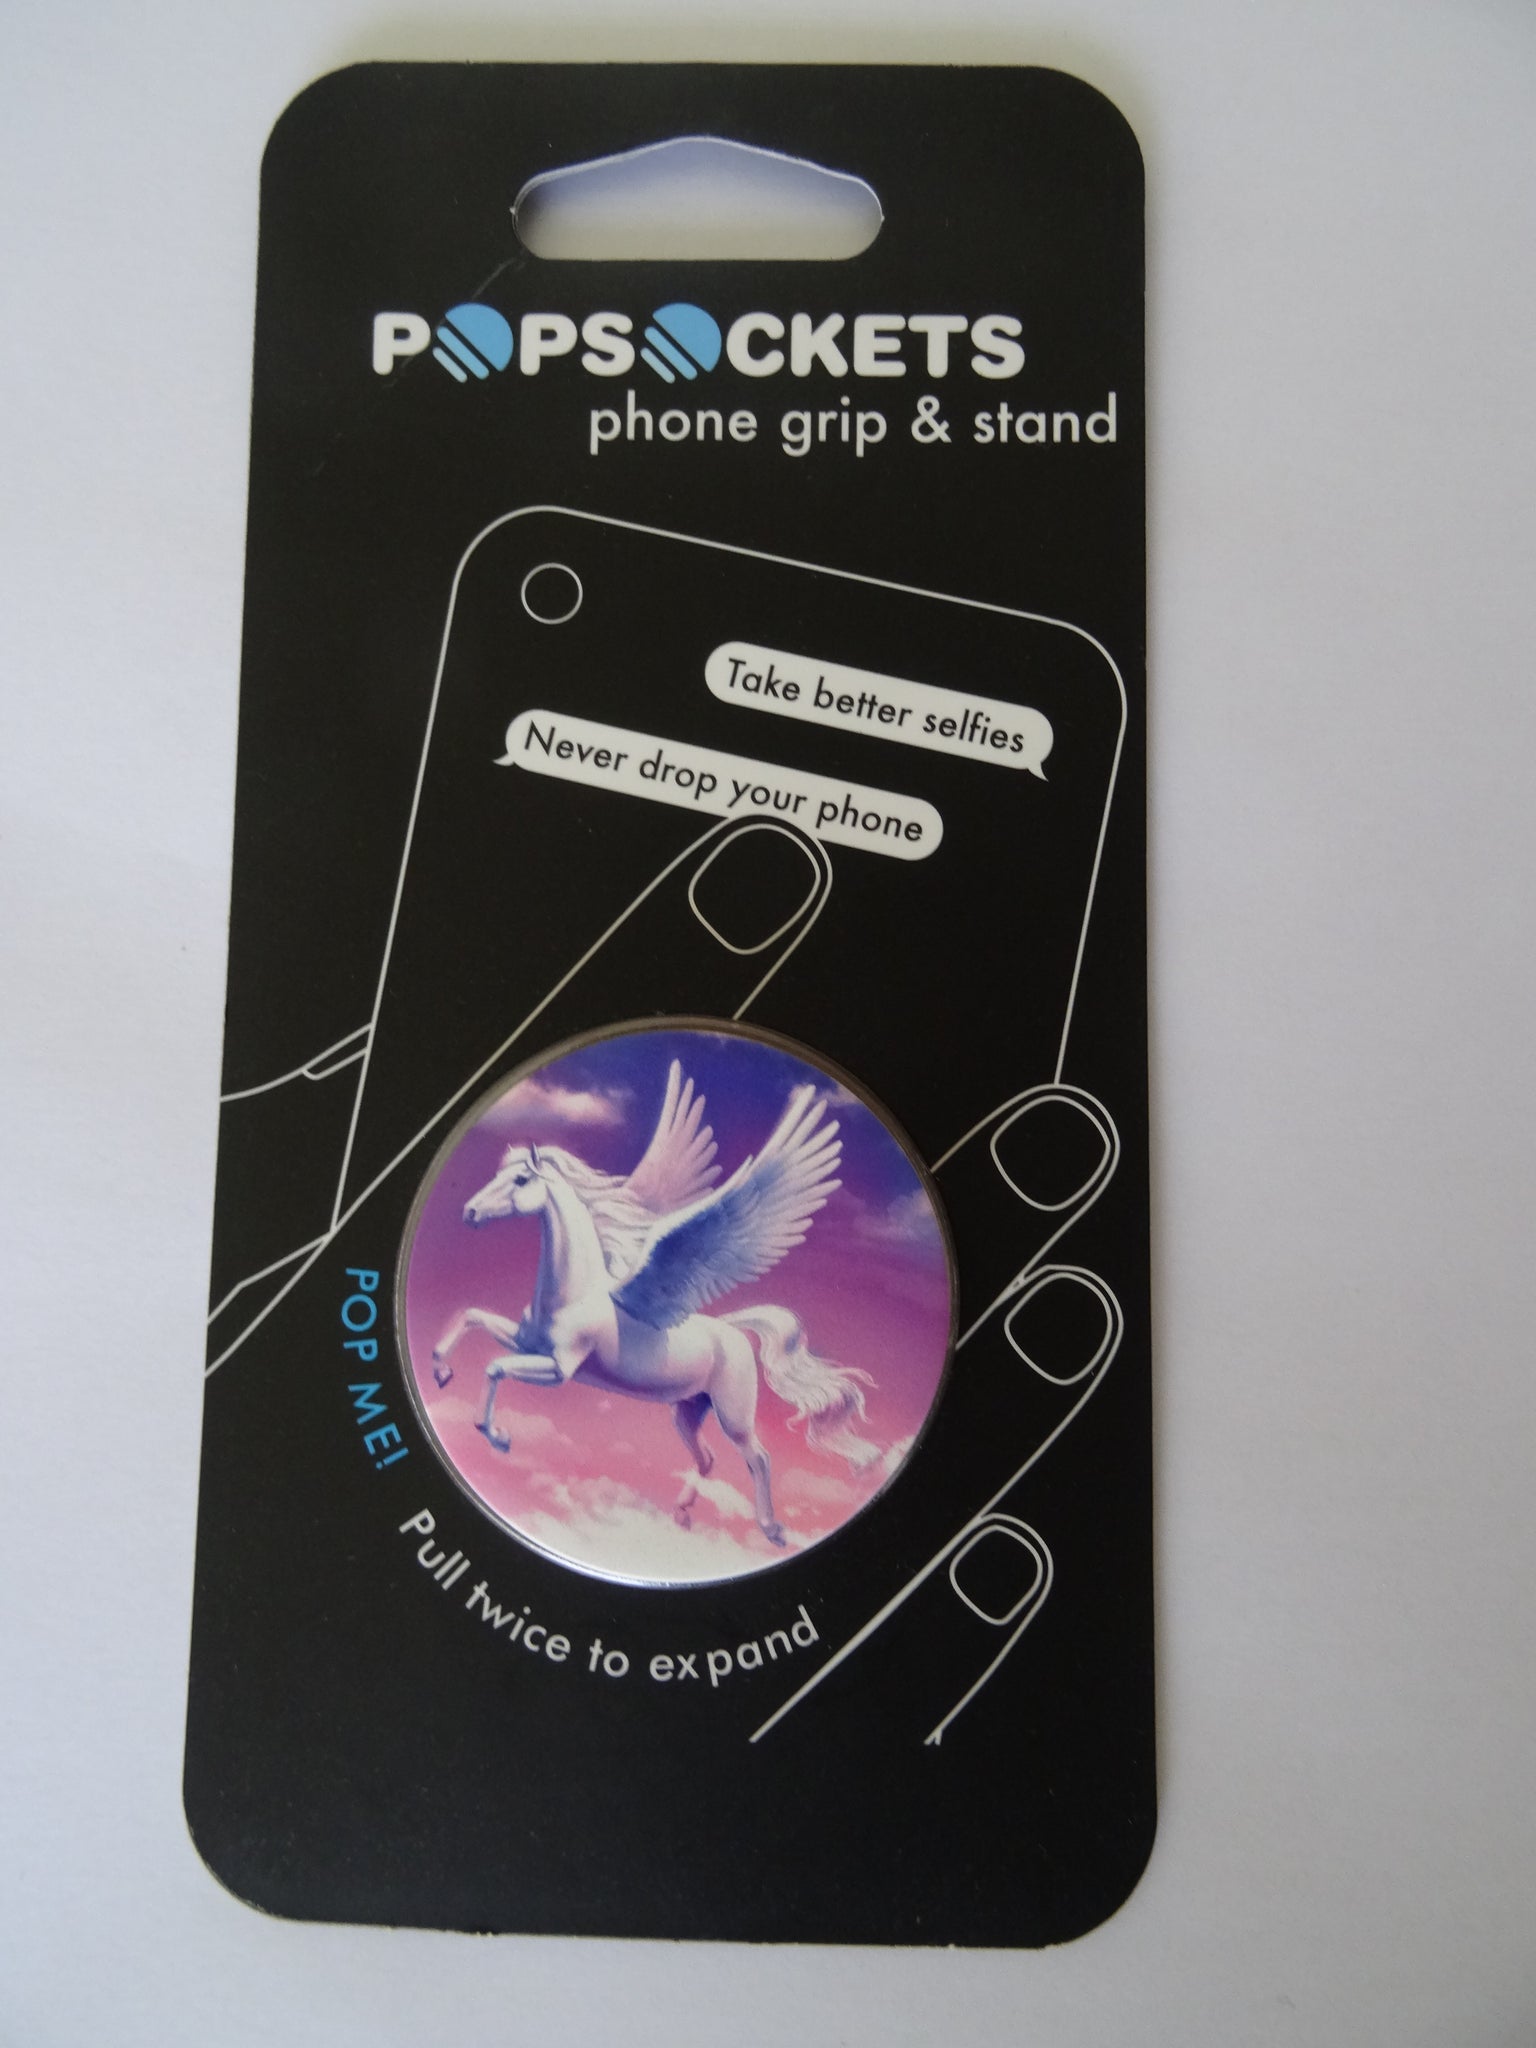 POPSOCKETS
phone grip & stand
Take better selfies
Never drop your phone
POP ME!
Pull twice to expand